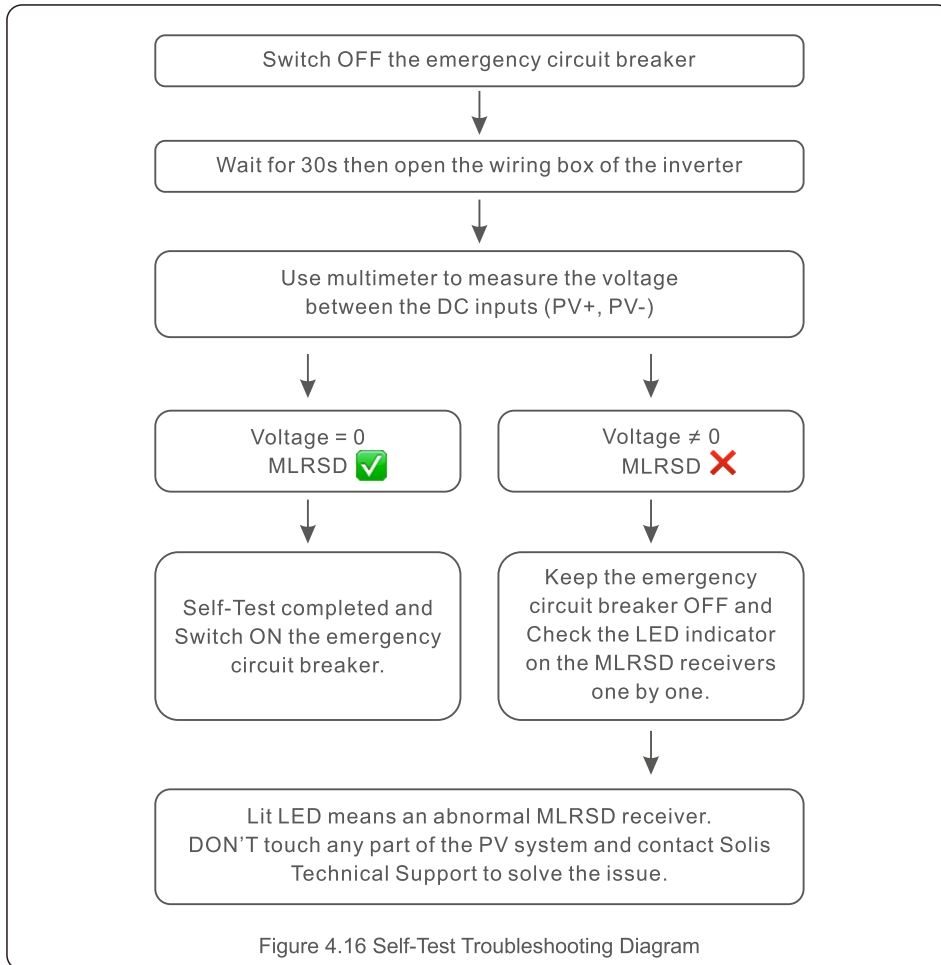 Switch OFF the emergency circuit breaker
Wait for 30s then open the wiring box of the inverter
Use multimeter to measure the voltage
between the DC inputs (PV+, PV-)
Voltage = 0
MLRSD ✅
Voltage ≠ 0
MLRSD ❌
Self-Test completed and
Switch ON the emergency
circuit breaker.
Keep the emergency
circuit breaker OFF and
Check the LED indicator
on the MLRSD receivers
one by one.
Lit LED means an abnormal MLRSD receiver.
DON’T touch any part of the PV system and contact Solis
Technical Support to solve the issue.
Figure 4.16 Self-Test Troubleshooting Diagram